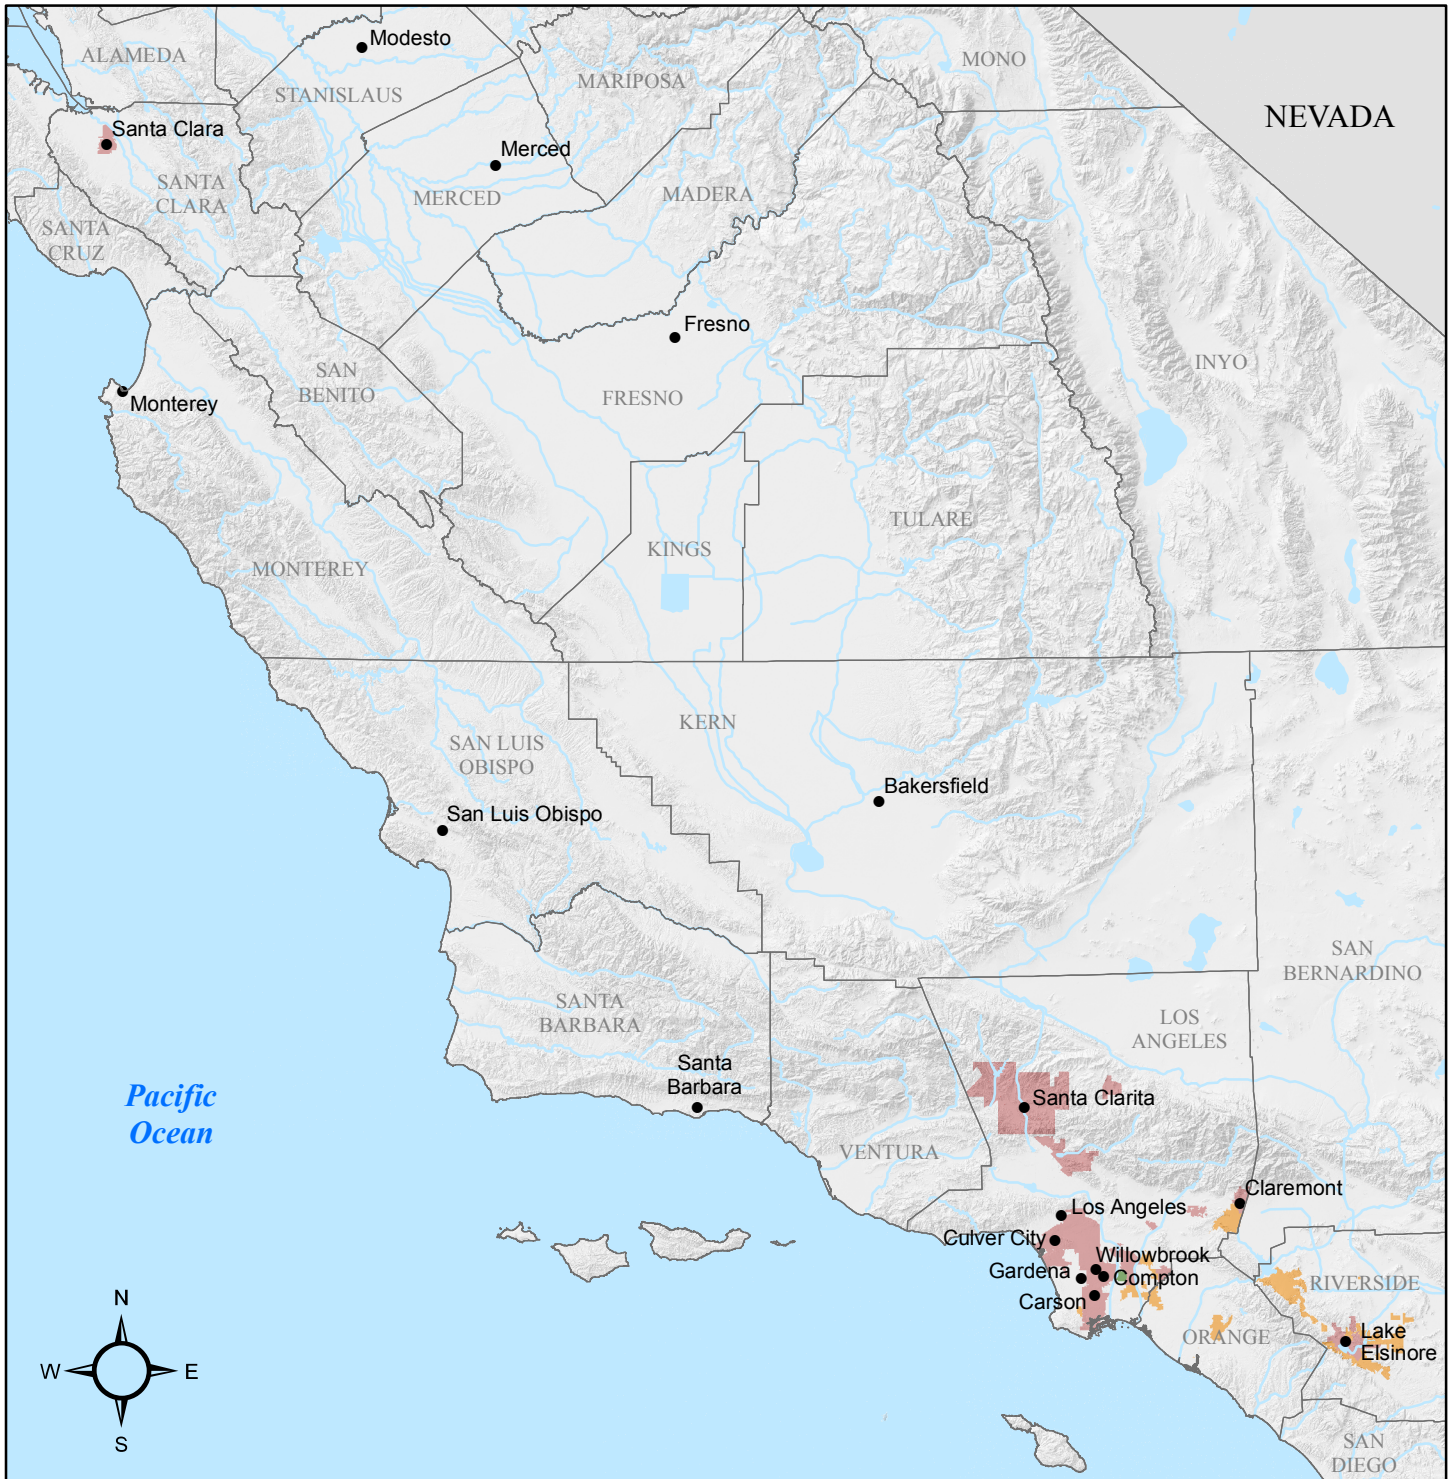 Modesto
ALAMEDA
MONO
MARIPOSA
STANISLAUS
NEVADA
Santa Clara
Merced
SANTA
CLARA
MERCED
MADERA
SANTA
CRUZ
Fresno
INYO
SAN
BENITO
FRESNO
Monterey
TULARE
KINGS
MONTEREY
KERN
SAN LUIS
OBISPO
Bakersfield
San Luis Obispo
SAN
BERNARDINO
SANTA
BARBARA
LOS
ANGELES
Santa
Barbara
Pacific
Ocean
Santa Clarita
VENTURA
Claremont
Los Angeles
Culver City
Willowbrook
Gardena
Compton
RIVERSIDE
Carson
N
ORANGE
Lake
Elsinore
W
E
S
SAN
DIEGO